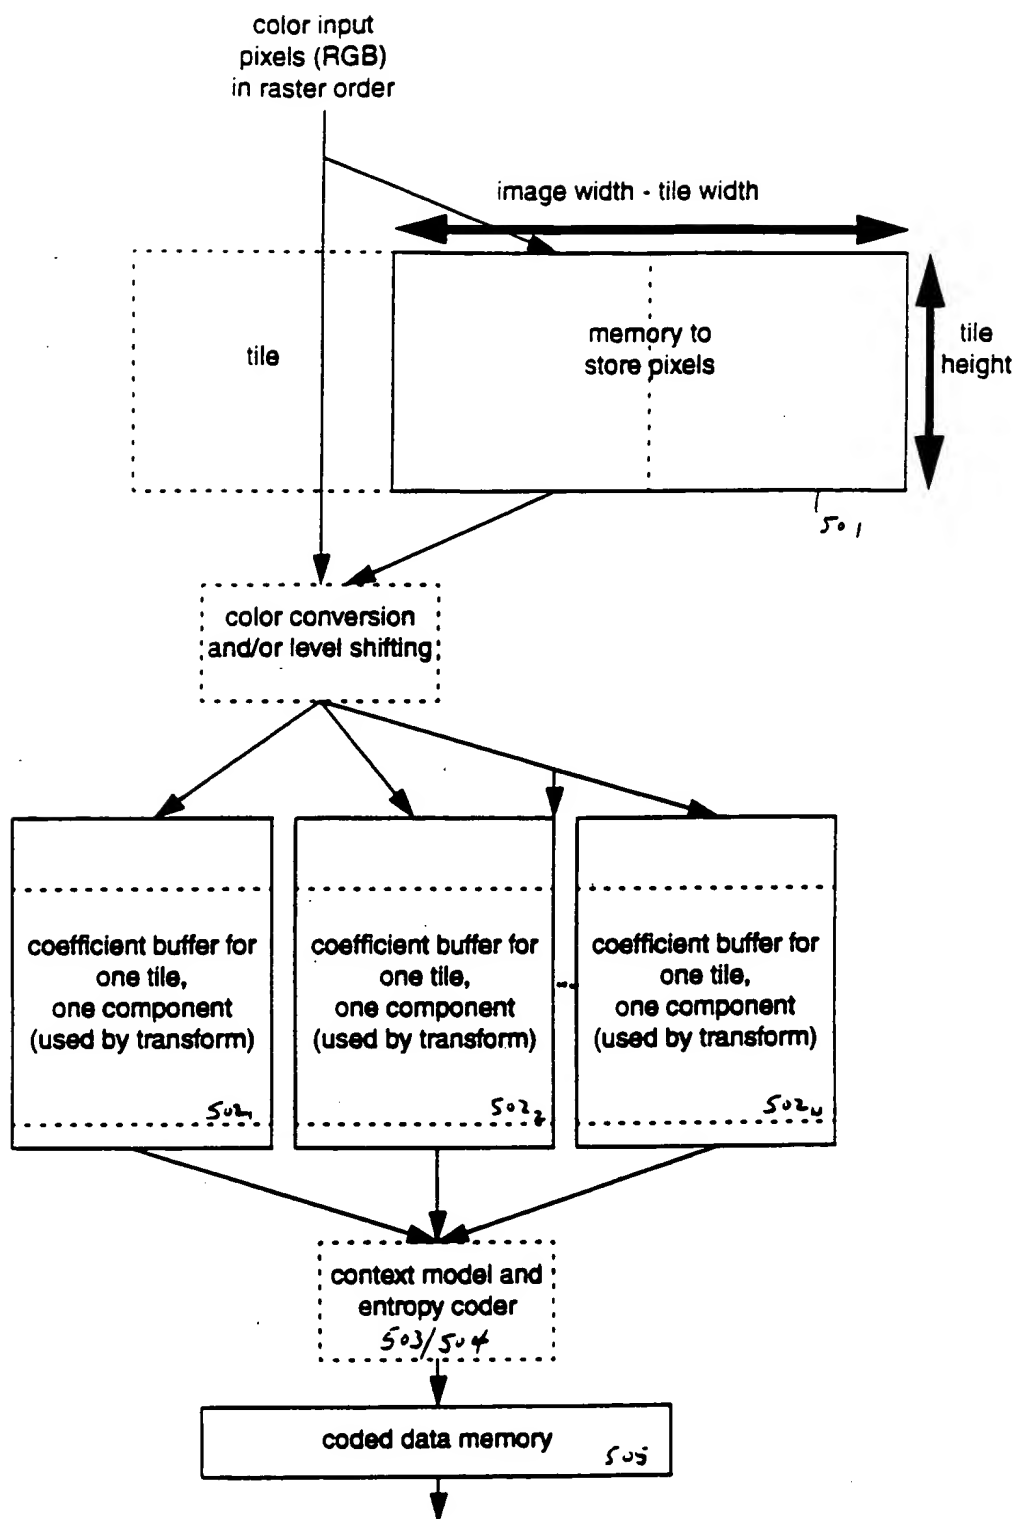 color input
pixels (RGB)
in raster order
image width - tile width
tile
memory to
store pixels
tile
height
501
color conversion
and/or level shifting
coefficient buffer for
one tile,
one component
(used by transform)
502₁
coefficient buffer for
one tile,
one component
(used by transform)
502₂
coefficient buffer for
one tile,
one component
(used by transform)
502N
context model and
entropy coder
503/504
coded data memory
505